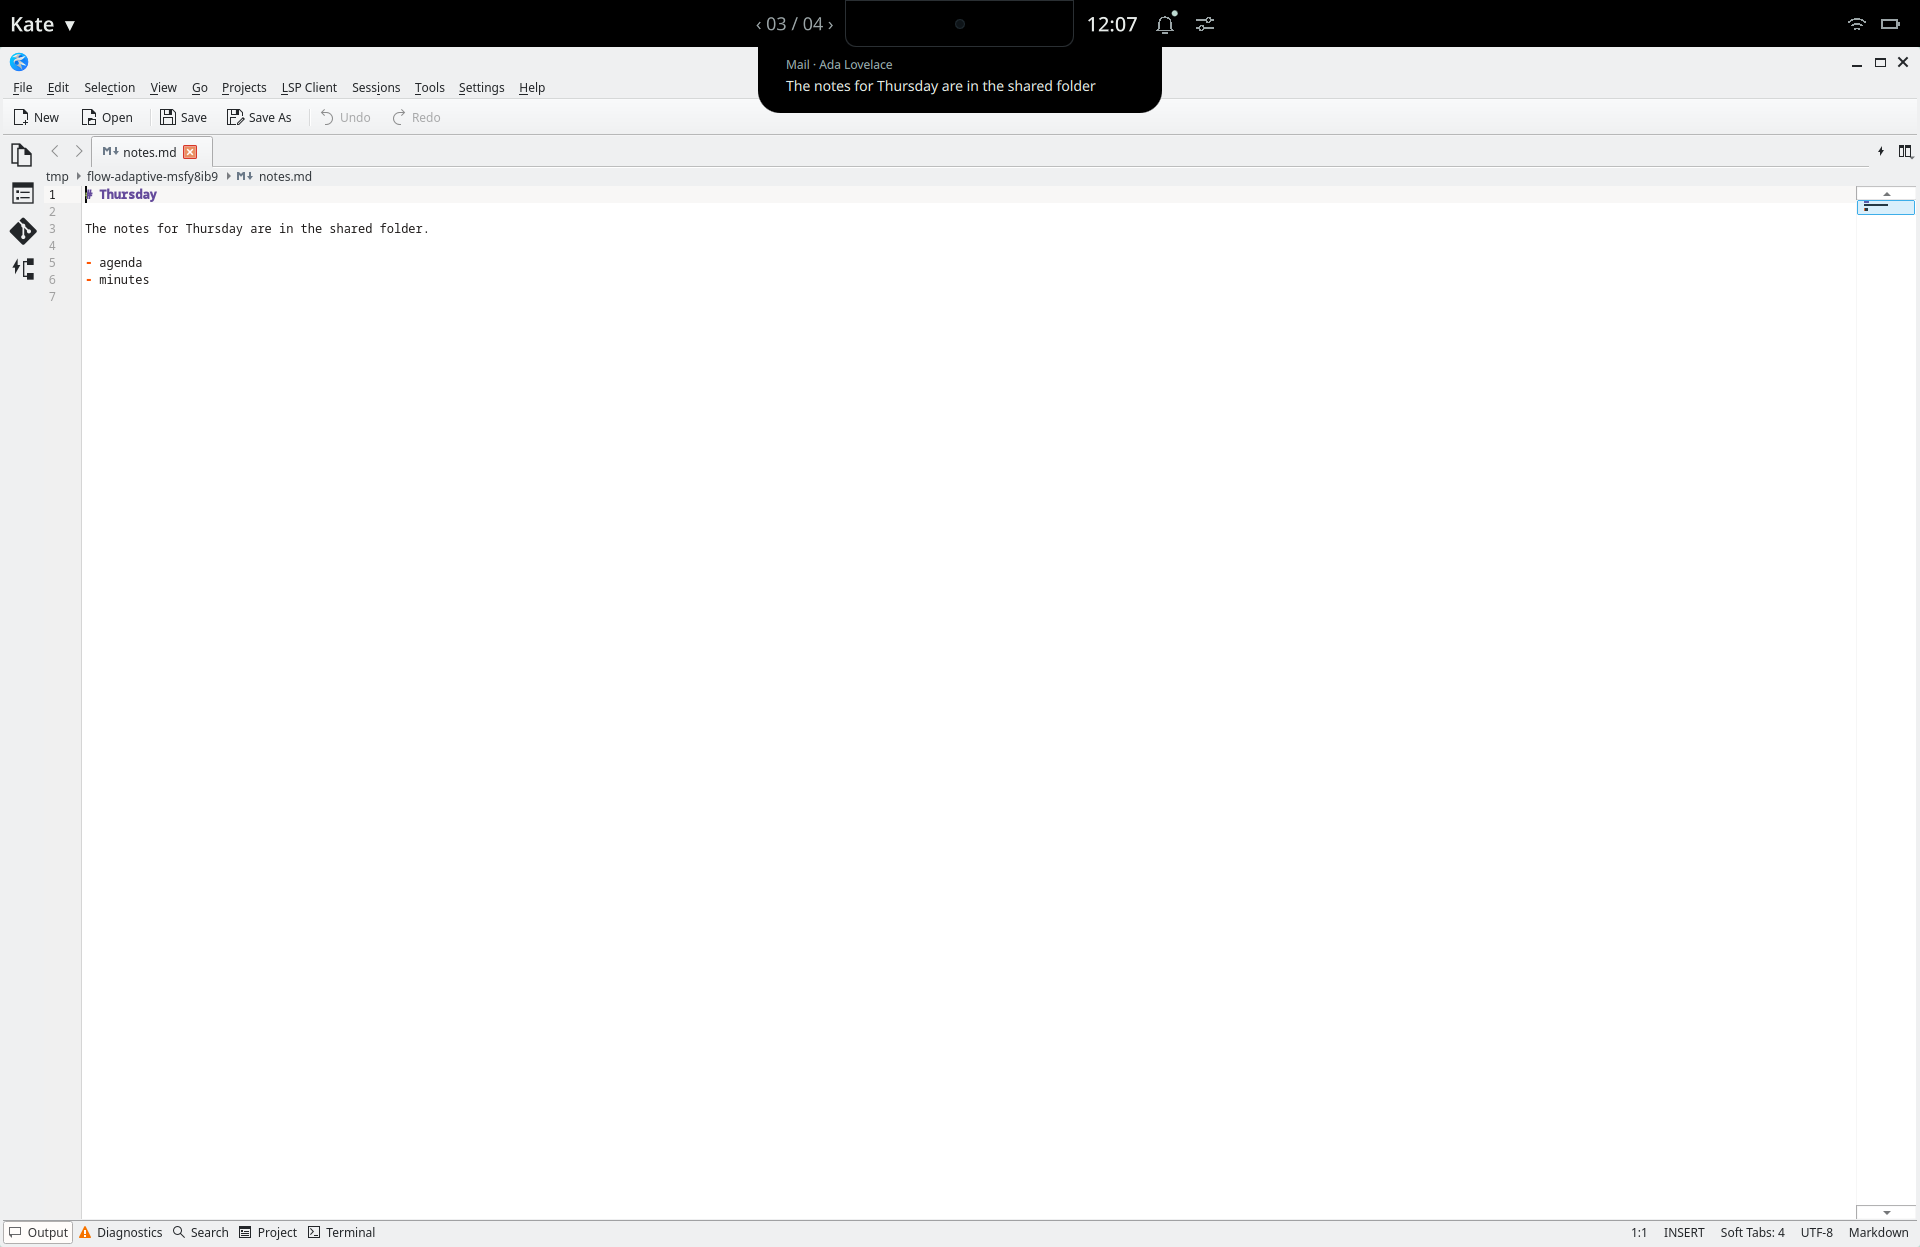 Kate ▼
‹ 03 / 04 ›
12:07
Mail · Ada Lovelace
The notes for Thursday are in the shared folder
File Edit Selection View Go Projects LSP Client Sessions Tools Settings Help
New Open Save Save As Undo Redo
notes.md
tmp flow-adaptive-msfy8ib9 notes.md
1 # Thursday
2
3 The notes for Thursday are in the shared folder.
4
5 - agenda
6 - minutes
7
Output Diagnostics Search Project Terminal
1:1 INSERT Soft Tabs: 4 UTF-8 Markdown